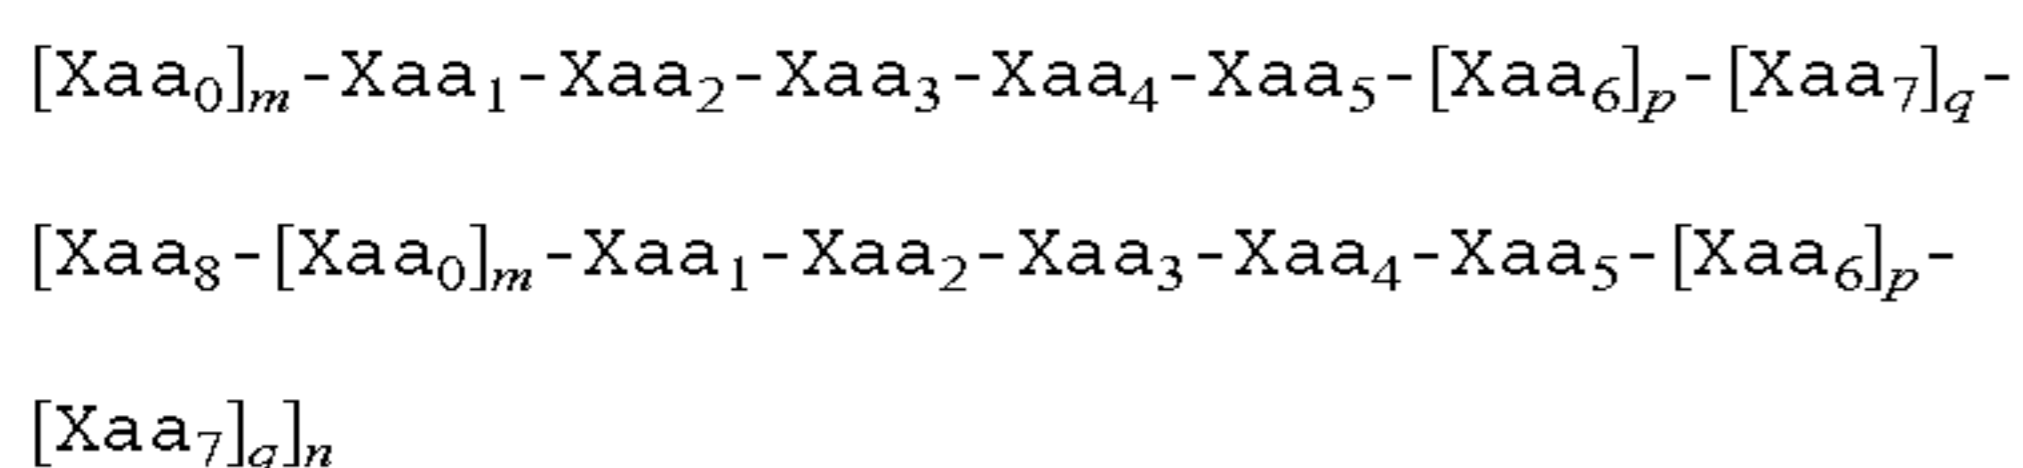 [Xaa₀]ₘ-Xaa₁-Xaa₂-Xaa₃-Xaa₄-Xaa₅-[Xaa₆]ₚ-[Xaa₇]q-
[Xaa₈-[Xaa₀]ₘ-Xaa₁-Xaa₂-Xaa₃-Xaa₄-Xaa₅-[Xaa₆]ₚ-
[Xaa₇]q]ₙ